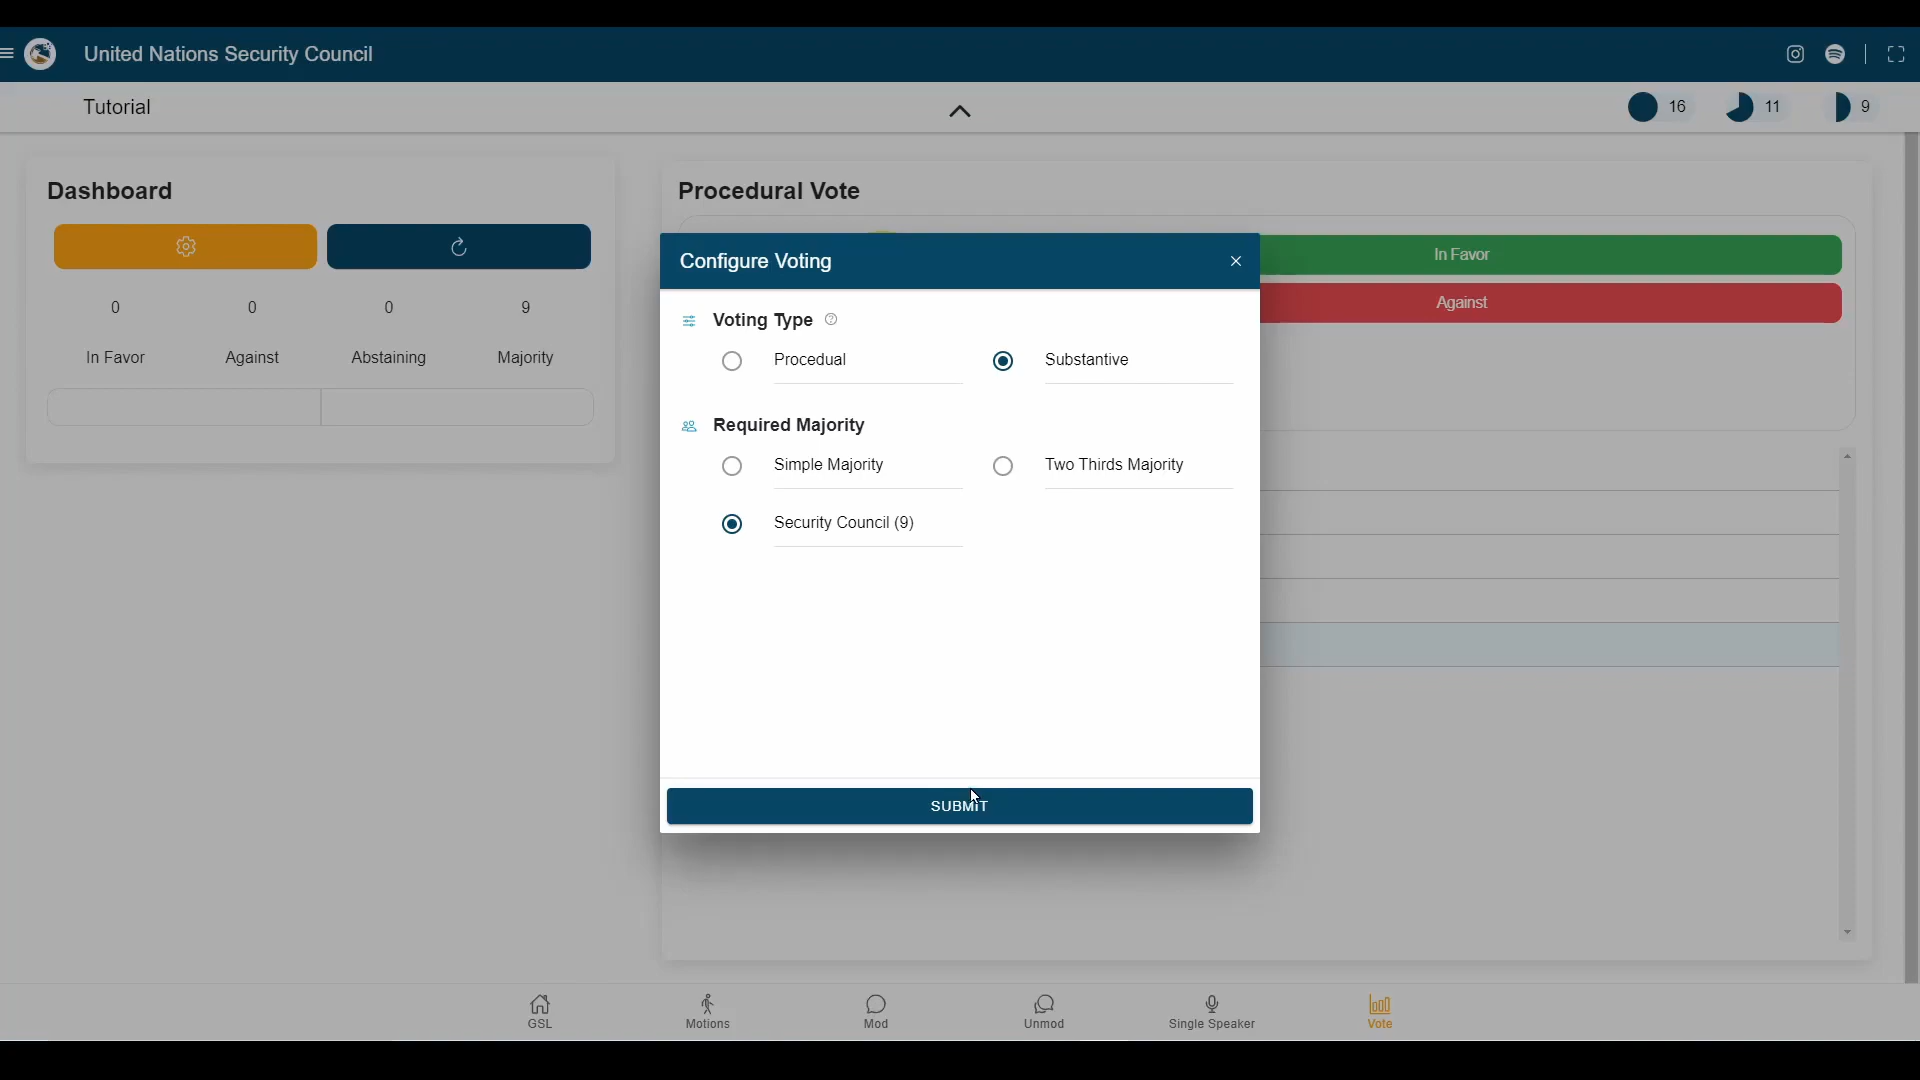 United Nations Security Council
Tutorial
16
11
9
Dashboard
0
0
0
9
In Favor
Against
Abstaining
Majority
Procedural Vote
In Favor
Against
Configure Voting
Voting Type
Procedual
Substantive
Required Majority
Simple Majority
Two Thirds Majority
Security Council (9)
SUBMIT
GSL
Motions
Mod
Unmod
Single Speaker
Vote